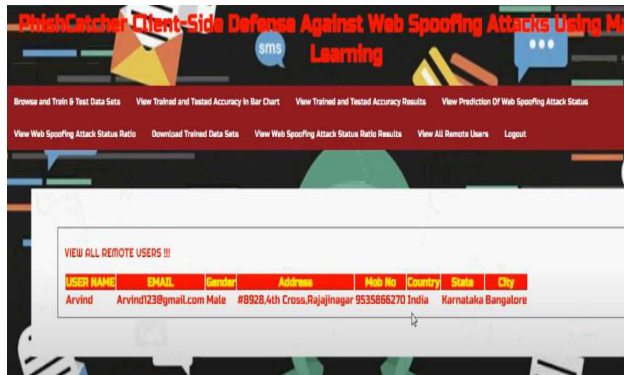 PhishCatcher Client-Side Defense Against Web Spoofing Attacks Using Ma
Learning
sms
Browse and Train & Test Data Sets View Trained and Tested Accuracy in Bar Chart View Trained and Tested Accuracy Results View Prediction Of Web Spoofing Attack Status
View Web Spoofing Attack Status Ratio Download Trained Data Sets View Web Spoofing Attack Status Ratio Results View All Remote Users Logout
VIEW ALL REMOTE USERS !!!
USER NAME EMAIL Gender Address Mob No Country State City
Arvind Arvind123@gmail.com Male #8928,4th Cross,Rajajinagar 9535866270 India Karnataka Bangalore